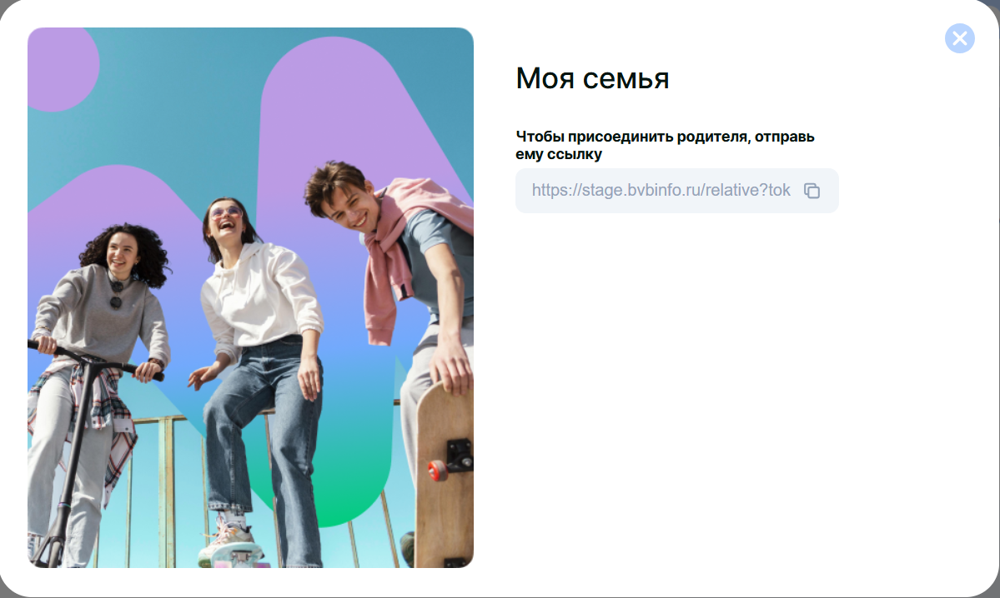 Моя семья
Чтобы присоединить родителя, отправь
ему ссылку
https://stage.bvbinfo.ru/relative?tok